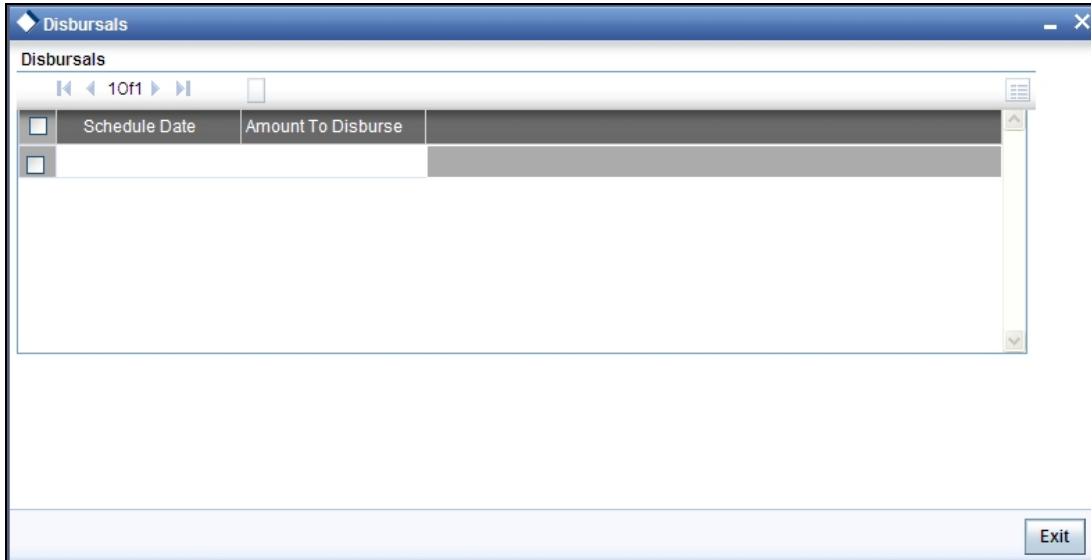 Disbursals
Disbursals
1Of1
Schedule Date Amount To Disburse
Exit